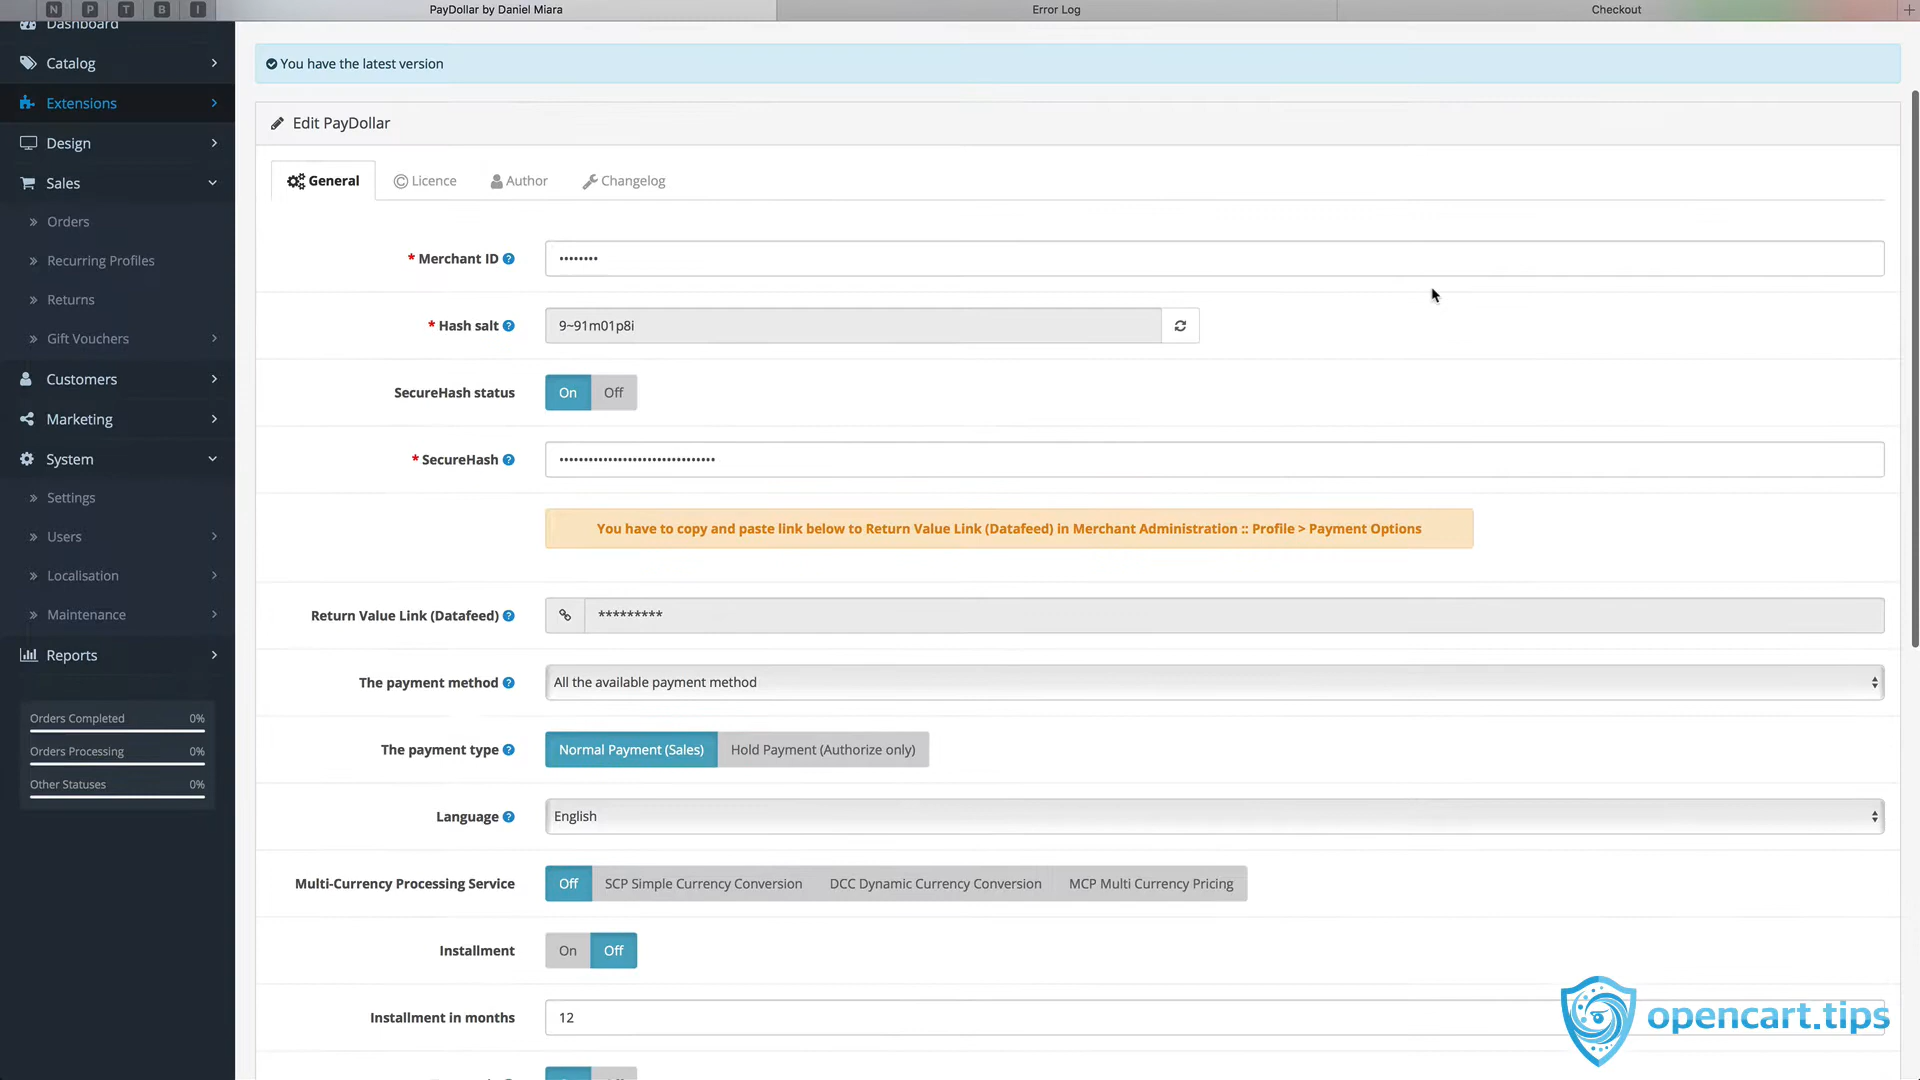 N P T B I
PayDollar by Daniel Miara
Error Log
Checkout
+
Dashboard
Catalog
Extensions
Design
Sales
Orders
Recurring Profiles
Returns
Gift Vouchers
Customers
Marketing
System
Settings
Users
Localisation
Maintenance
Reports
Orders Completed 0%
Orders Processing 0%
Other Statuses 0%
You have the latest version
Edit PayDollar
General Licence Author Changelog
* Merchant ID ? ••••••••
* Hash salt ? 9~91m01p8i
SecureHash status On Off
* SecureHash ? ••••••••••••••••••••••••••••••••
You have to copy and paste link below to Return Value Link (Datafeed) in Merchant Administration :: Profile > Payment Options
Return Value Link (Datafeed) ? *********
The payment method ? All the available payment method
The payment type ? Normal Payment (Sales) Hold Payment (Authorize only)
Language ? English
Multi-Currency Processing Service Off SCP Simple Currency Conversion DCC Dynamic Currency Conversion MCP Multi Currency Pricing
Installment On Off
Installment in months 12
opencart.tips